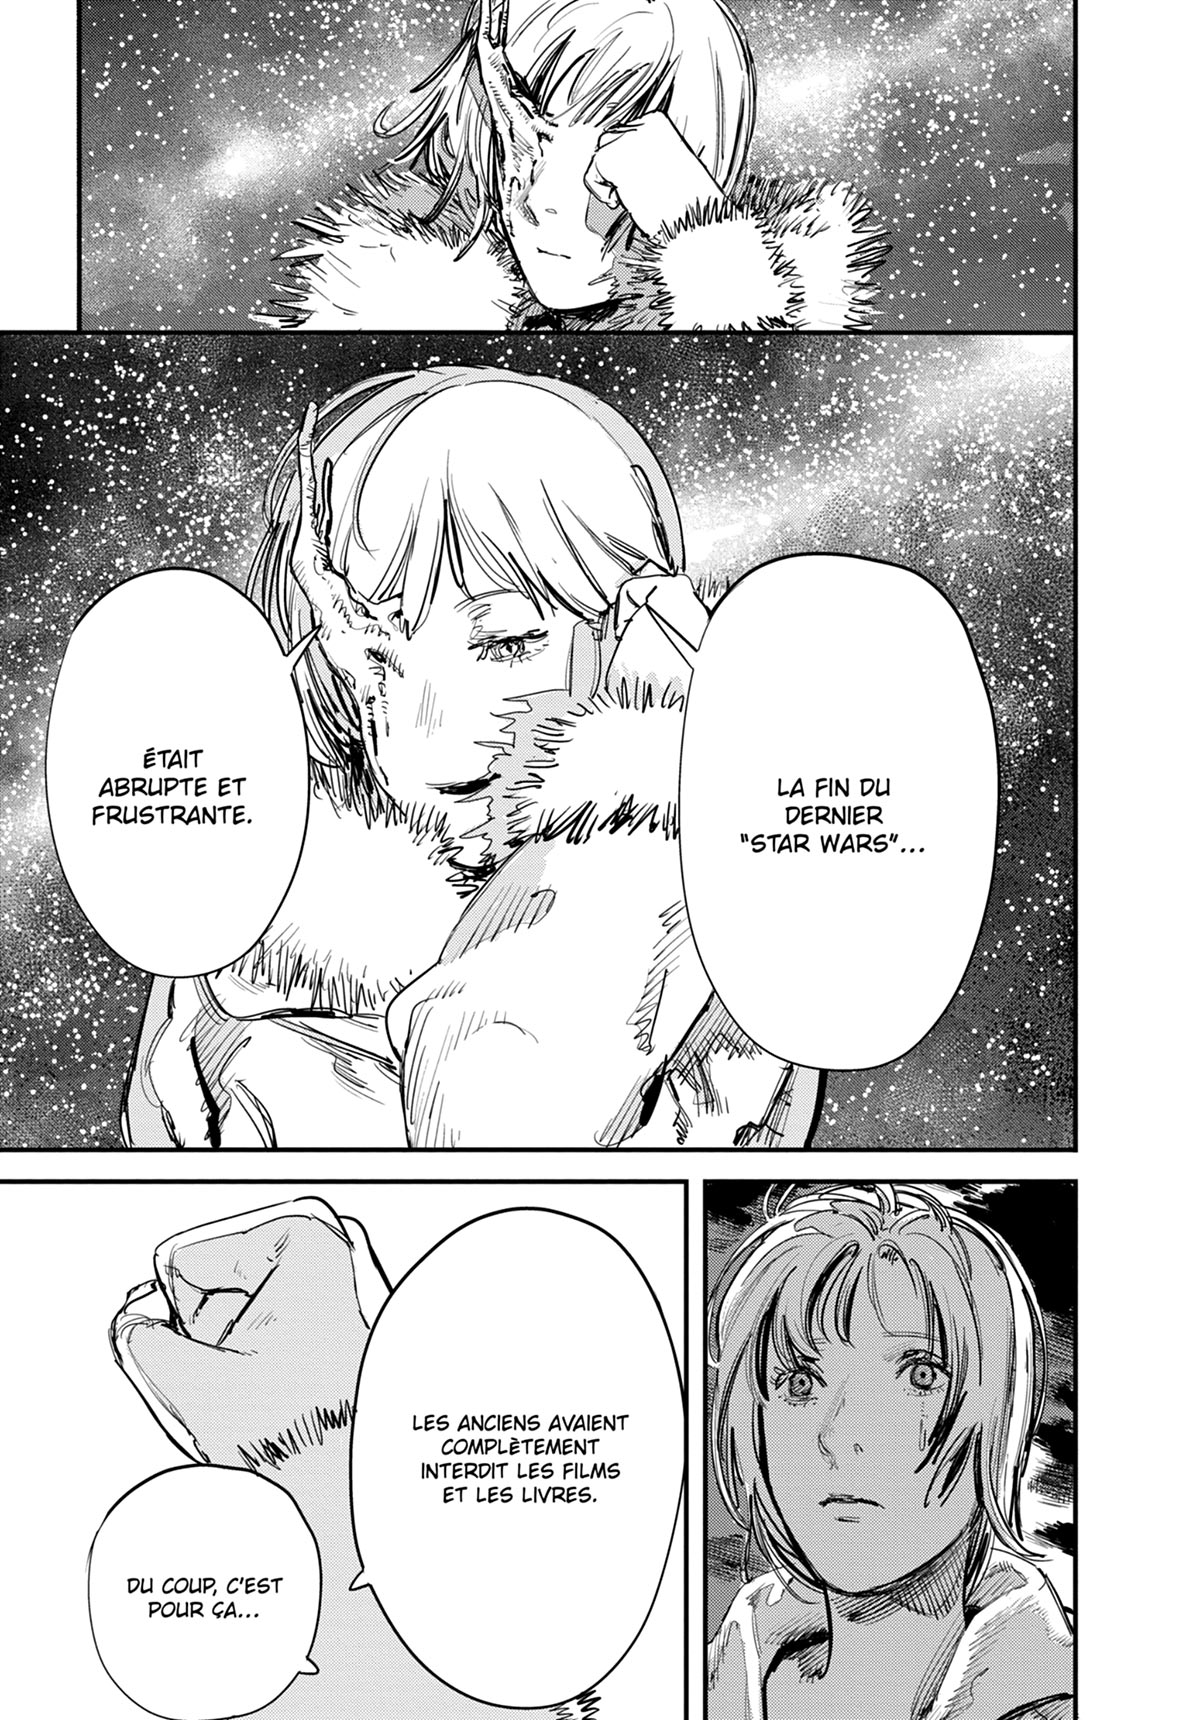 LA FIN DU
DERNIER
"STAR WARS"...
ÉTAIT
ABRUPTE ET
FRUSTRANTE.
LES ANCIENS AVAIENT
COMPLÈTEMENT
INTERDIT LES FILMS
ET LES LIVRES.
DU COUP, C'EST
POUR ÇA...